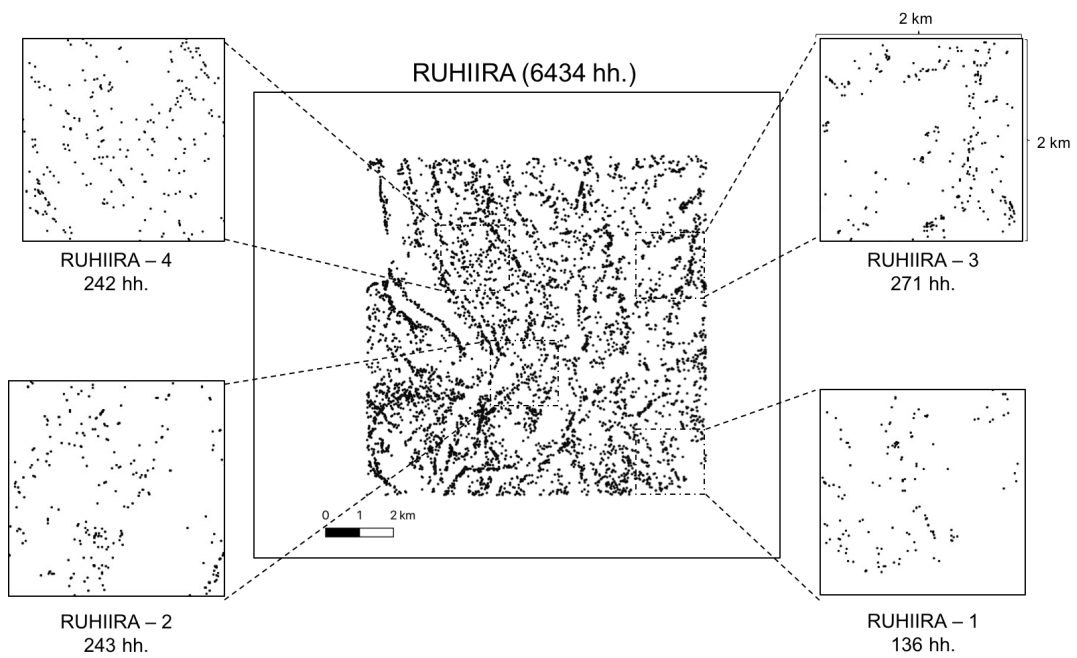 2 km
RUHIIRA (6434 hh.)
2 km
RUHIIRA – 4
242 hh.
RUHIIRA – 3
271 hh.
0 1 2 km
RUHIIRA – 2
243 hh.
RUHIIRA – 1
136 hh.